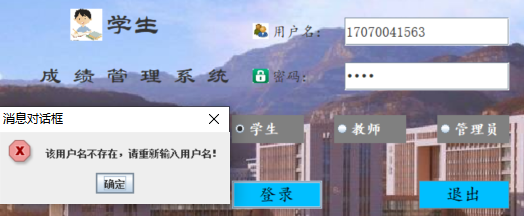 学生
成绩管理系统
用户名：
17070041563
密码：
••••
消息对话框
该用户名不存在，请重新输入用户名！
确定
学生
教师
管理员
登录
退出